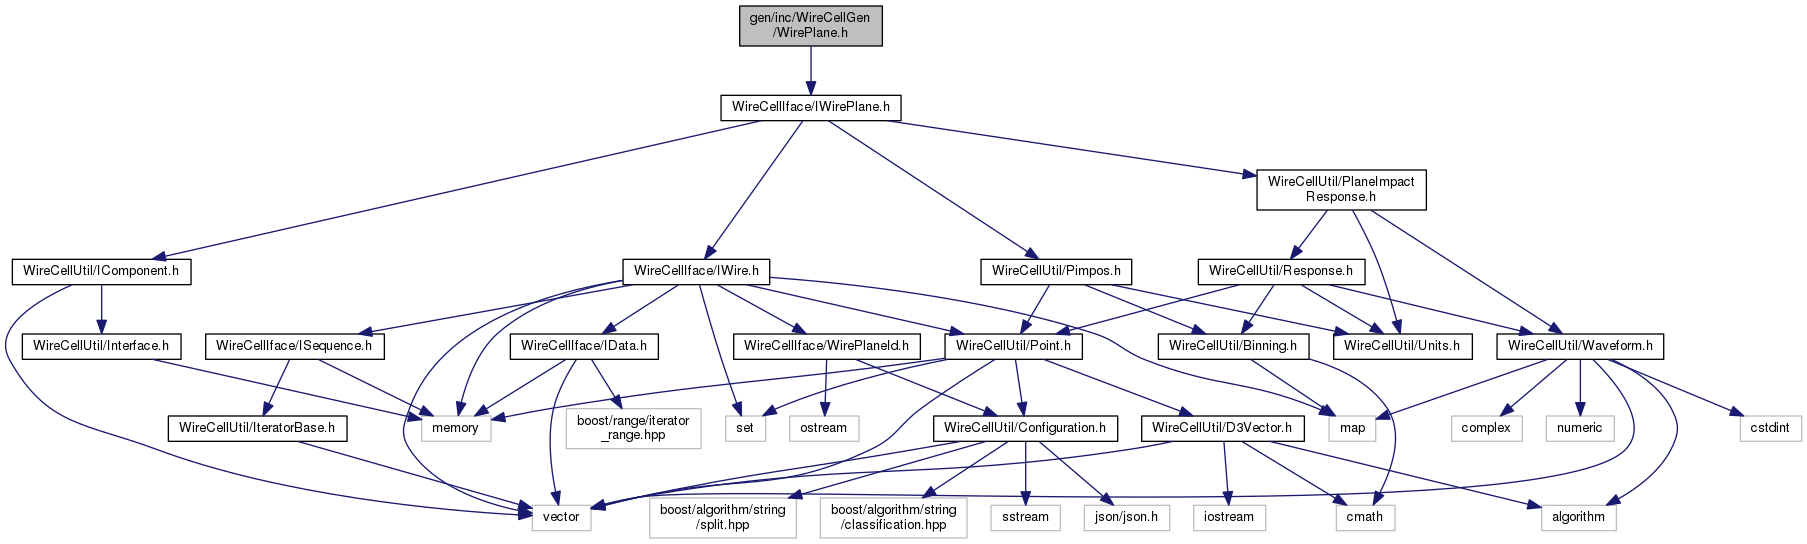 gen/inc/WireCellGen
/WirePlane.h
WireCellIface/IWirePlane.h
WireCellUtil/PlaneImpact
Response.h
WireCellUtil/IComponent.h
WireCellIface/IWire.h
WireCellUtil/Pimpos.h
WireCellUtil/Response.h
WireCellUtil/Interface.h
WireCellIface/ISequence.h
WireCellIface/IData.h
WireCellIface/WirePlaneId.h
WireCellUtil/Point.h
WireCellUtil/Binning.h
WireCellUtil/Units.h
WireCellUtil/Waveform.h
WireCellUtil/IteratorBase.h
memory
boost/range/iterator
_range.hpp
set
ostream
WireCellUtil/Configuration.h
WireCellUtil/D3Vector.h
map
complex
numeric
cstdint
vector
boost/algorithm/string
/split.hpp
boost/algorithm/string
/classification.hpp
sstream
json/json.h
iostream
cmath
algorithm